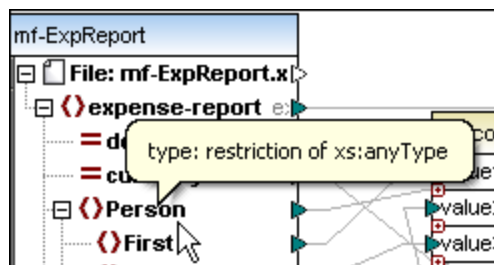 mf-ExpReport
File: mf-ExpReport.x
expense-report
type: restriction of xs:anyType
Person
value
First
value